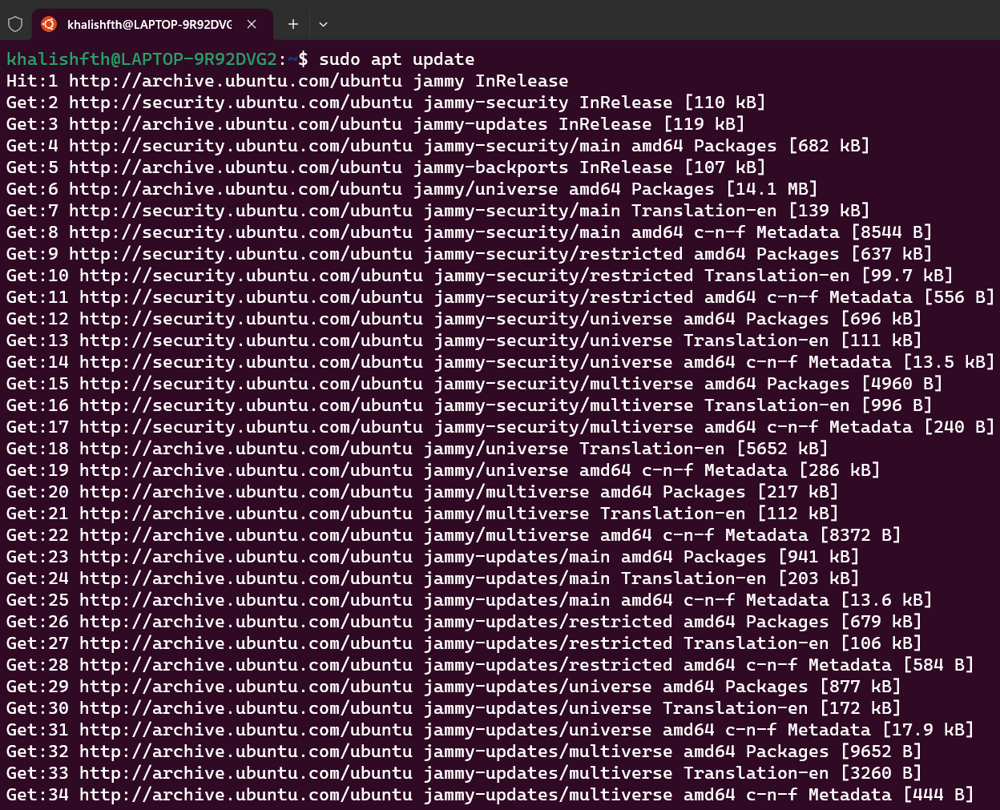 khalishfth@LAPTOP-9R92DVG
khalishfth@LAPTOP-9R92DVG2:~$ sudo apt update
Hit:1 http://archive.ubuntu.com/ubuntu jammy InRelease
Get:2 http://security.ubuntu.com/ubuntu jammy-security InRelease [110 kB]
Get:3 http://archive.ubuntu.com/ubuntu jammy-updates InRelease [119 kB]
Get:4 http://security.ubuntu.com/ubuntu jammy-security/main amd64 Packages [682 kB]
Get:5 http://archive.ubuntu.com/ubuntu jammy-backports InRelease [107 kB]
Get:6 http://archive.ubuntu.com/ubuntu jammy/universe amd64 Packages [14.1 MB]
Get:7 http://security.ubuntu.com/ubuntu jammy-security/main Translation-en [139 kB]
Get:8 http://security.ubuntu.com/ubuntu jammy-security/main amd64 c-n-f Metadata [8544 B]
Get:9 http://security.ubuntu.com/ubuntu jammy-security/restricted amd64 Packages [637 kB]
Get:10 http://security.ubuntu.com/ubuntu jammy-security/restricted Translation-en [99.7 kB]
Get:11 http://security.ubuntu.com/ubuntu jammy-security/restricted amd64 c-n-f Metadata [556 B]
Get:12 http://security.ubuntu.com/ubuntu jammy-security/universe amd64 Packages [696 kB]
Get:13 http://security.ubuntu.com/ubuntu jammy-security/universe Translation-en [111 kB]
Get:14 http://security.ubuntu.com/ubuntu jammy-security/universe amd64 c-n-f Metadata [13.5 kB]
Get:15 http://security.ubuntu.com/ubuntu jammy-security/multiverse amd64 Packages [4960 B]
Get:16 http://security.ubuntu.com/ubuntu jammy-security/multiverse Translation-en [996 B]
Get:17 http://security.ubuntu.com/ubuntu jammy-security/multiverse amd64 c-n-f Metadata [240 B]
Get:18 http://archive.ubuntu.com/ubuntu jammy/universe Translation-en [5652 kB]
Get:19 http://archive.ubuntu.com/ubuntu jammy/universe amd64 c-n-f Metadata [286 kB]
Get:20 http://archive.ubuntu.com/ubuntu jammy/multiverse amd64 Packages [217 kB]
Get:21 http://archive.ubuntu.com/ubuntu jammy/multiverse Translation-en [112 kB]
Get:22 http://archive.ubuntu.com/ubuntu jammy/multiverse amd64 c-n-f Metadata [8372 B]
Get:23 http://archive.ubuntu.com/ubuntu jammy-updates/main amd64 Packages [941 kB]
Get:24 http://archive.ubuntu.com/ubuntu jammy-updates/main Translation-en [203 kB]
Get:25 http://archive.ubuntu.com/ubuntu jammy-updates/main amd64 c-n-f Metadata [13.6 kB]
Get:26 http://archive.ubuntu.com/ubuntu jammy-updates/restricted amd64 Packages [679 kB]
Get:27 http://archive.ubuntu.com/ubuntu jammy-updates/restricted Translation-en [106 kB]
Get:28 http://archive.ubuntu.com/ubuntu jammy-updates/restricted amd64 c-n-f Metadata [584 B]
Get:29 http://archive.ubuntu.com/ubuntu jammy-updates/universe amd64 Packages [877 kB]
Get:30 http://archive.ubuntu.com/ubuntu jammy-updates/universe Translation-en [172 kB]
Get:31 http://archive.ubuntu.com/ubuntu jammy-updates/universe amd64 c-n-f Metadata [17.9 kB]
Get:32 http://archive.ubuntu.com/ubuntu jammy-updates/multiverse amd64 Packages [9652 B]
Get:33 http://archive.ubuntu.com/ubuntu jammy-updates/multiverse Translation-en [3260 B]
Get:34 http://archive.ubuntu.com/ubuntu jammy-updates/multiverse amd64 c-n-f Metadata [444 B]